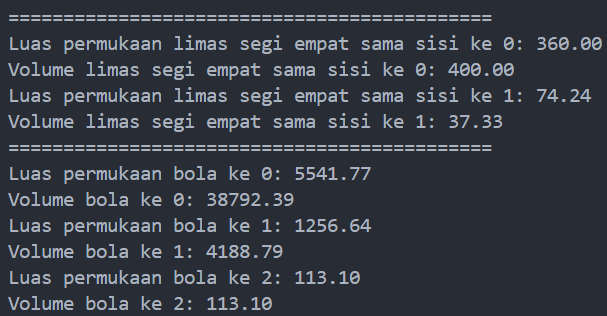 ============================================
Luas permukaan limas segi empat sama sisi ke 0: 360.00
Volume limas segi empat sama sisi ke 0: 400.00
Luas permukaan limas segi empat sama sisi ke 1: 74.24
Volume limas segi empat sama sisi ke 1: 37.33
============================================
Luas permukaan bola ke 0: 5541.77
Volume bola ke 0: 38792.39
Luas permukaan bola ke 1: 1256.64
Volume bola ke 1: 4188.79
Luas permukaan bola ke 2: 113.10
Volume bola ke 2: 113.10